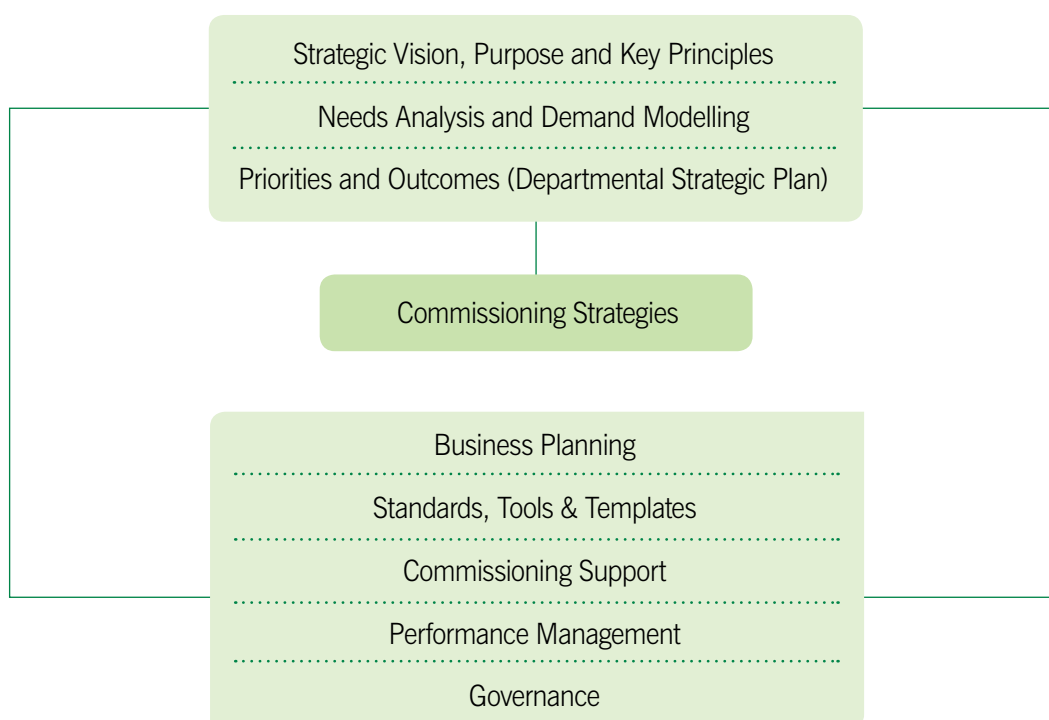 Strategic Vision, Purpose and Key Principles
Needs Analysis and Demand Modelling
Priorities and Outcomes (Departmental Strategic Plan)
Commissioning Strategies
Business Planning
Standards, Tools & Templates
Commissioning Support
Performance Management
Governance